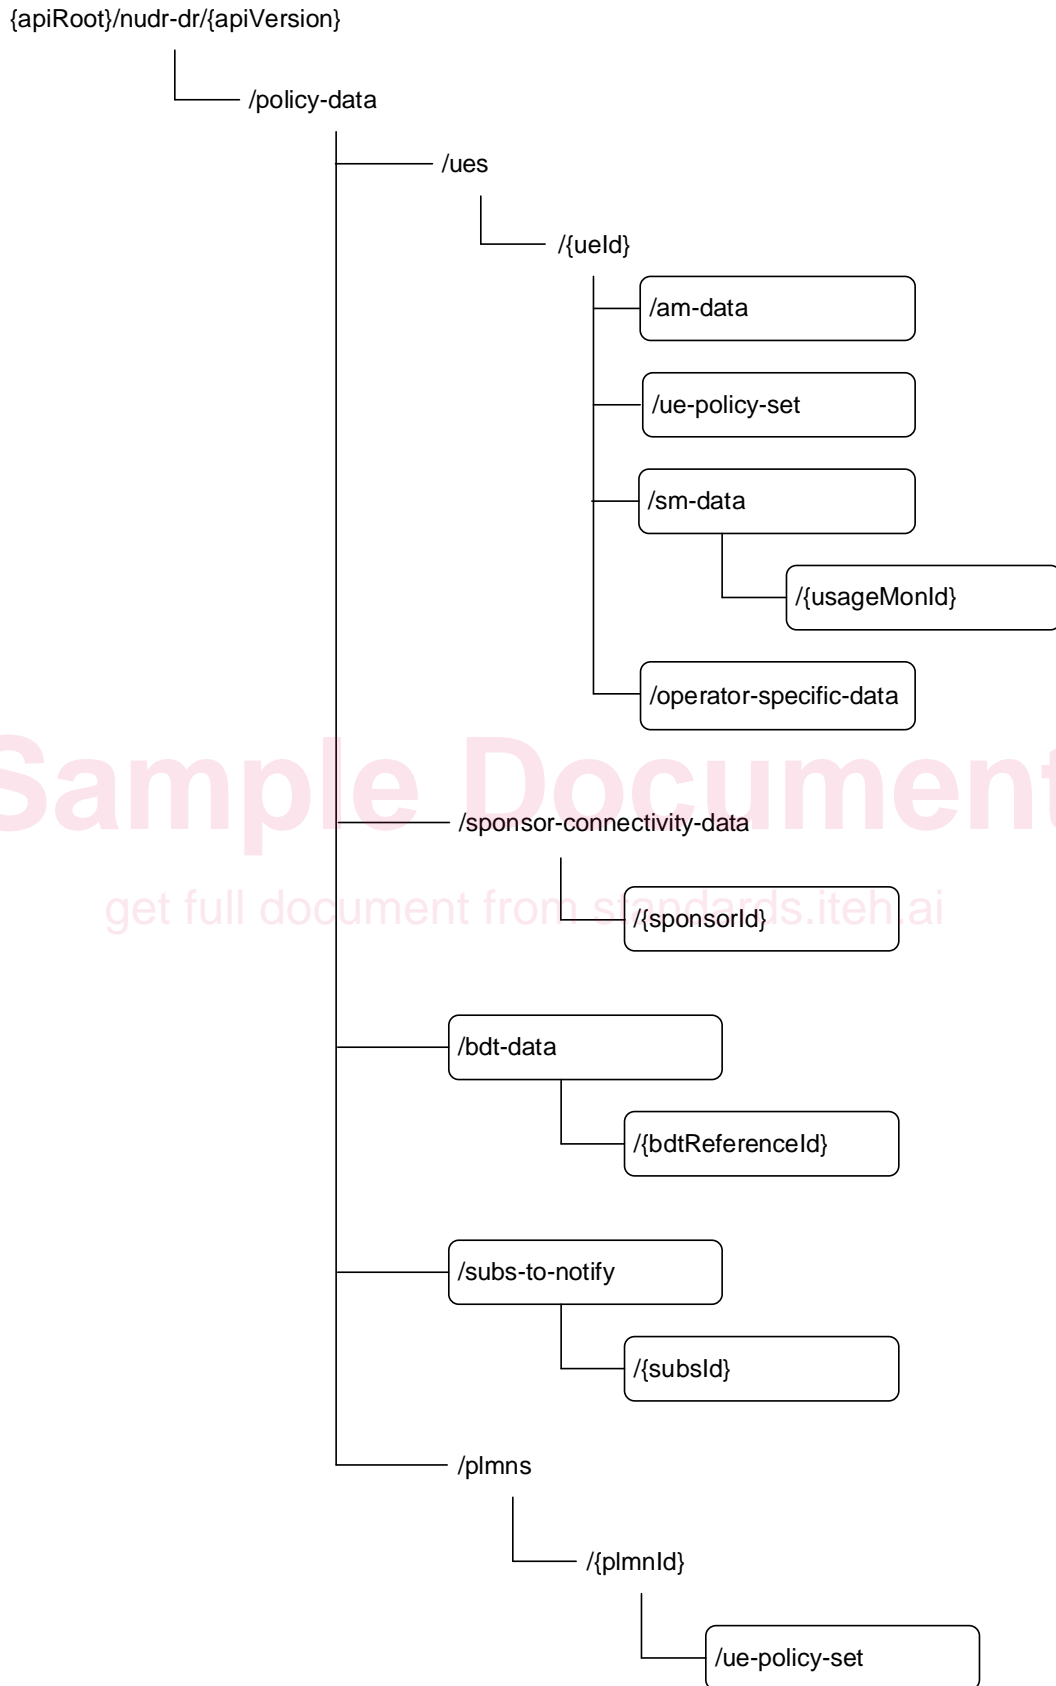 {apiRoot}/nudr-dr/{apiVersion}
/policy-data
/ues
/{ueId}
/am-data
/ue-policy-set
/sm-data
/{usageMonId}
/operator-specific-data
Sample Document
/sponsor-connectivity-data
get full document from standards.iteh.ai
/{sponsorId}
/bdt-data
/{bdtReferenceId}
/subs-to-notify
/{subsId}
/plmns
/{plmnId}
/ue-policy-set